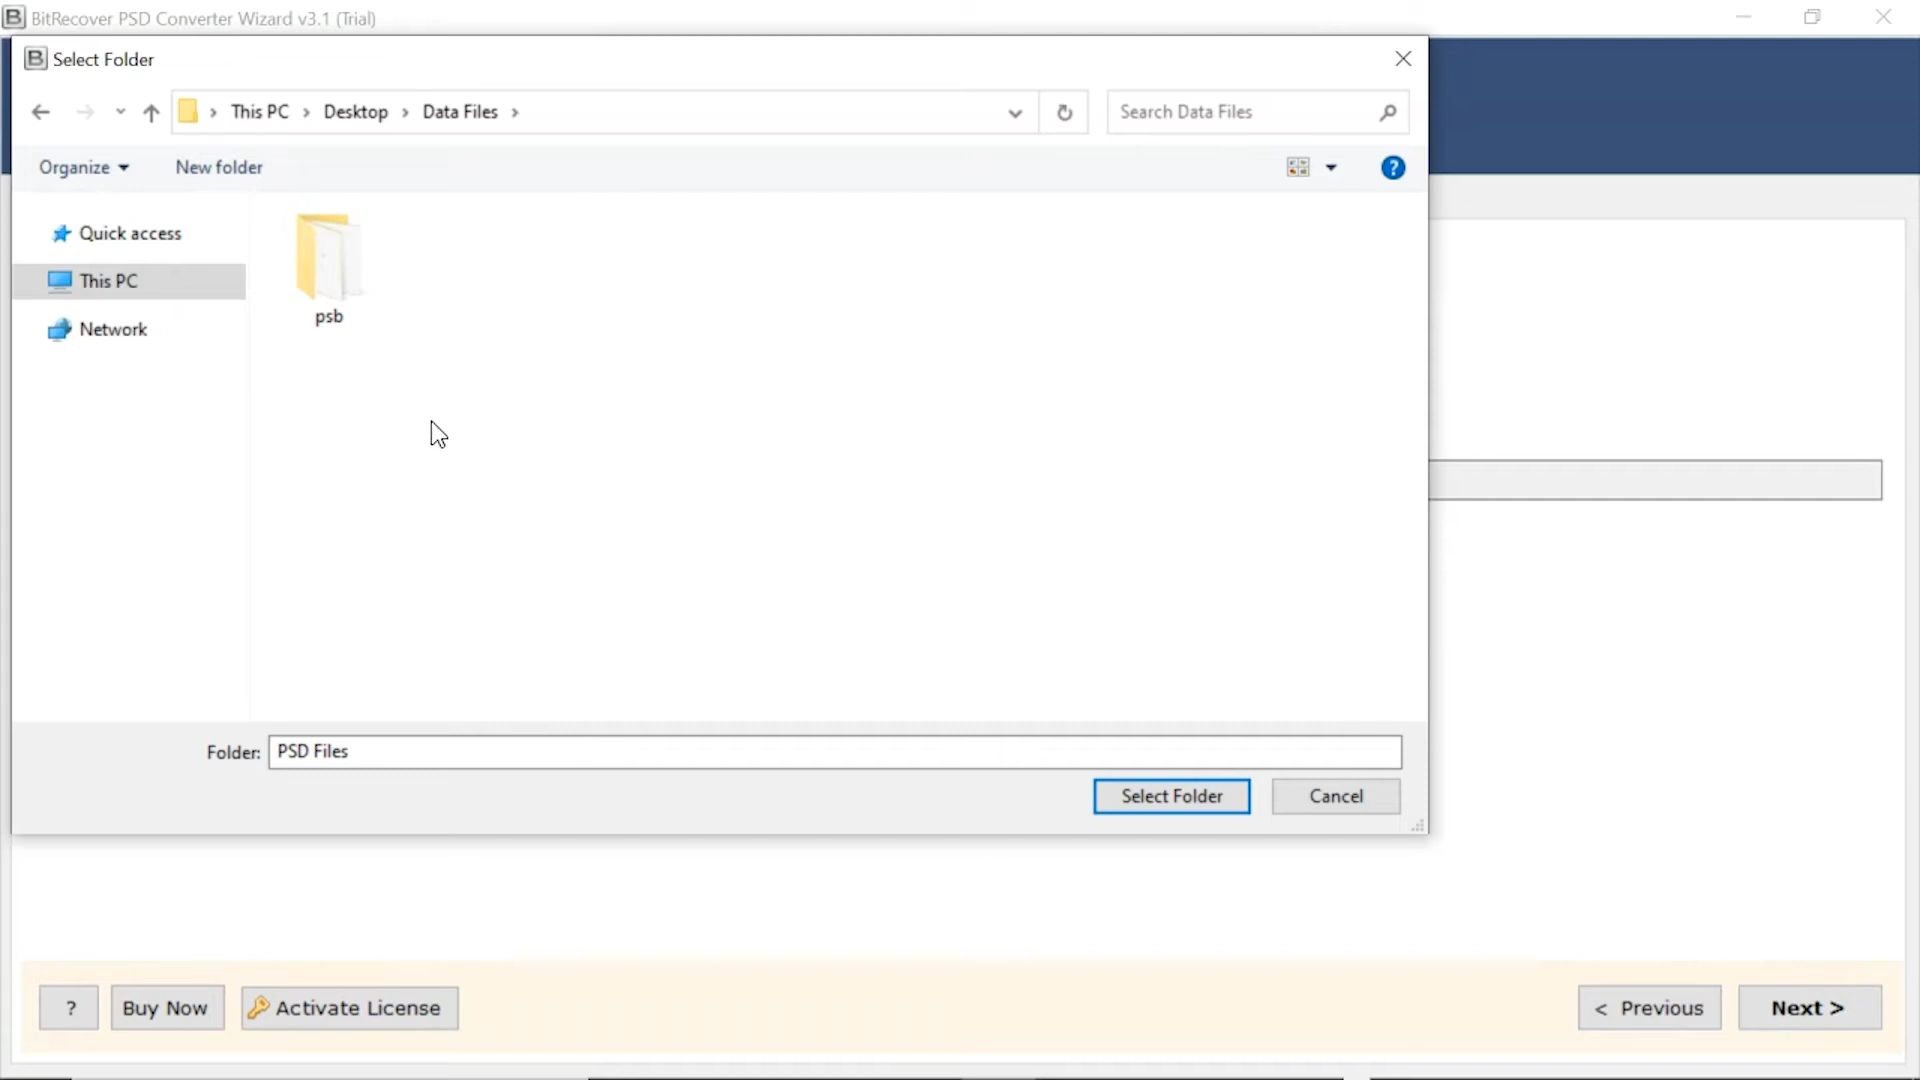 BitRecover PSD Converter Wizard v3.1 (Trial)
Select Folder
This PC > Desktop > Data Files >
Search Data Files
Organize
New folder
?
Quick access
This PC
Network
psb
Folder: PSD Files
Select Folder
Cancel
?
Buy Now
Activate License
< Previous
Next >